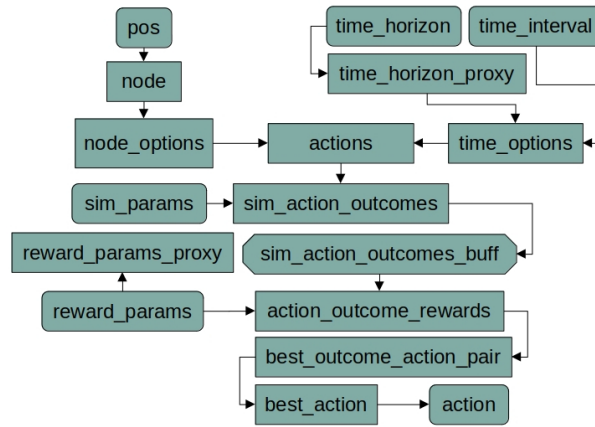 pos
time_horizon
time_interval
node
time_horizon_proxy
node_options
actions
time_options
sim_params
sim_action_outcomes
reward_params_proxy
sim_action_outcomes_buff
reward_params
action_outcome_rewards
best_outcome_action_pair
best_action
action